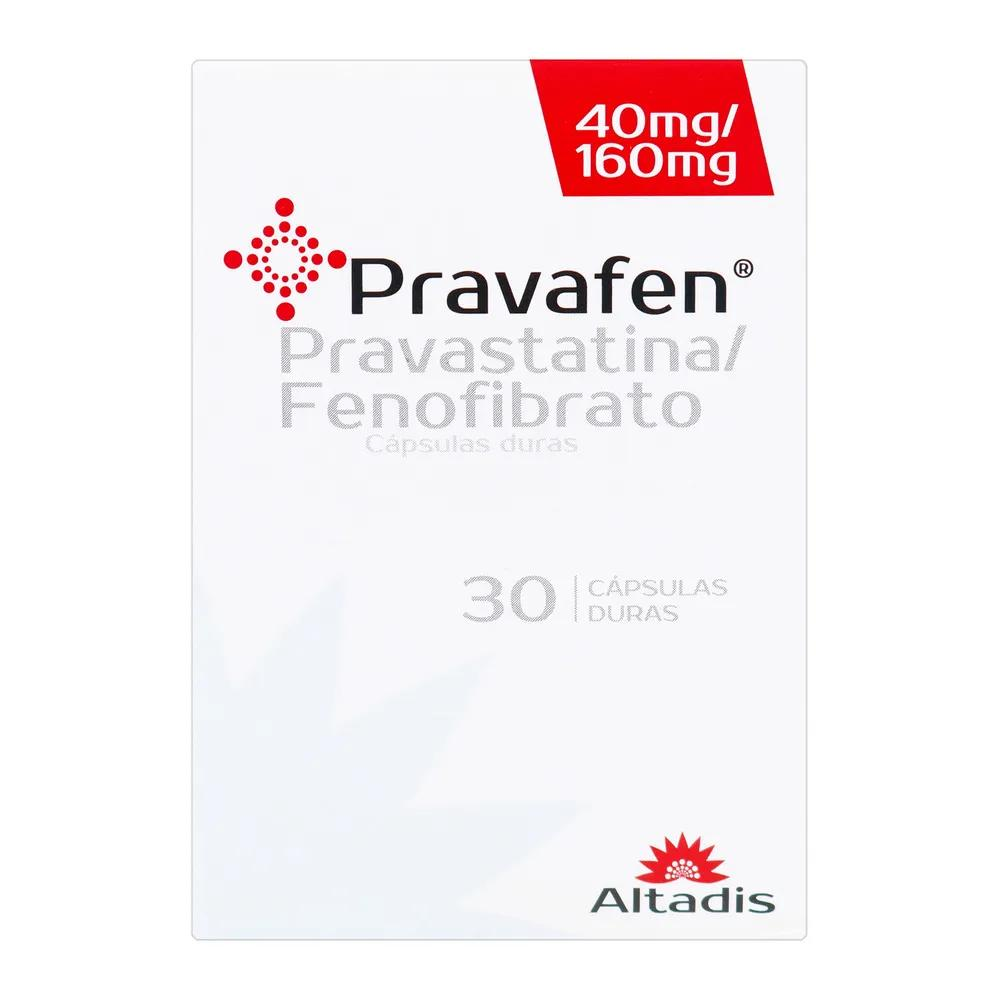 40mg/
160mg
Pravafen®
Pravastatina/
Fenofibrato
Cápsulas duras
30 CÁPSULAS
DURAS
Altadis